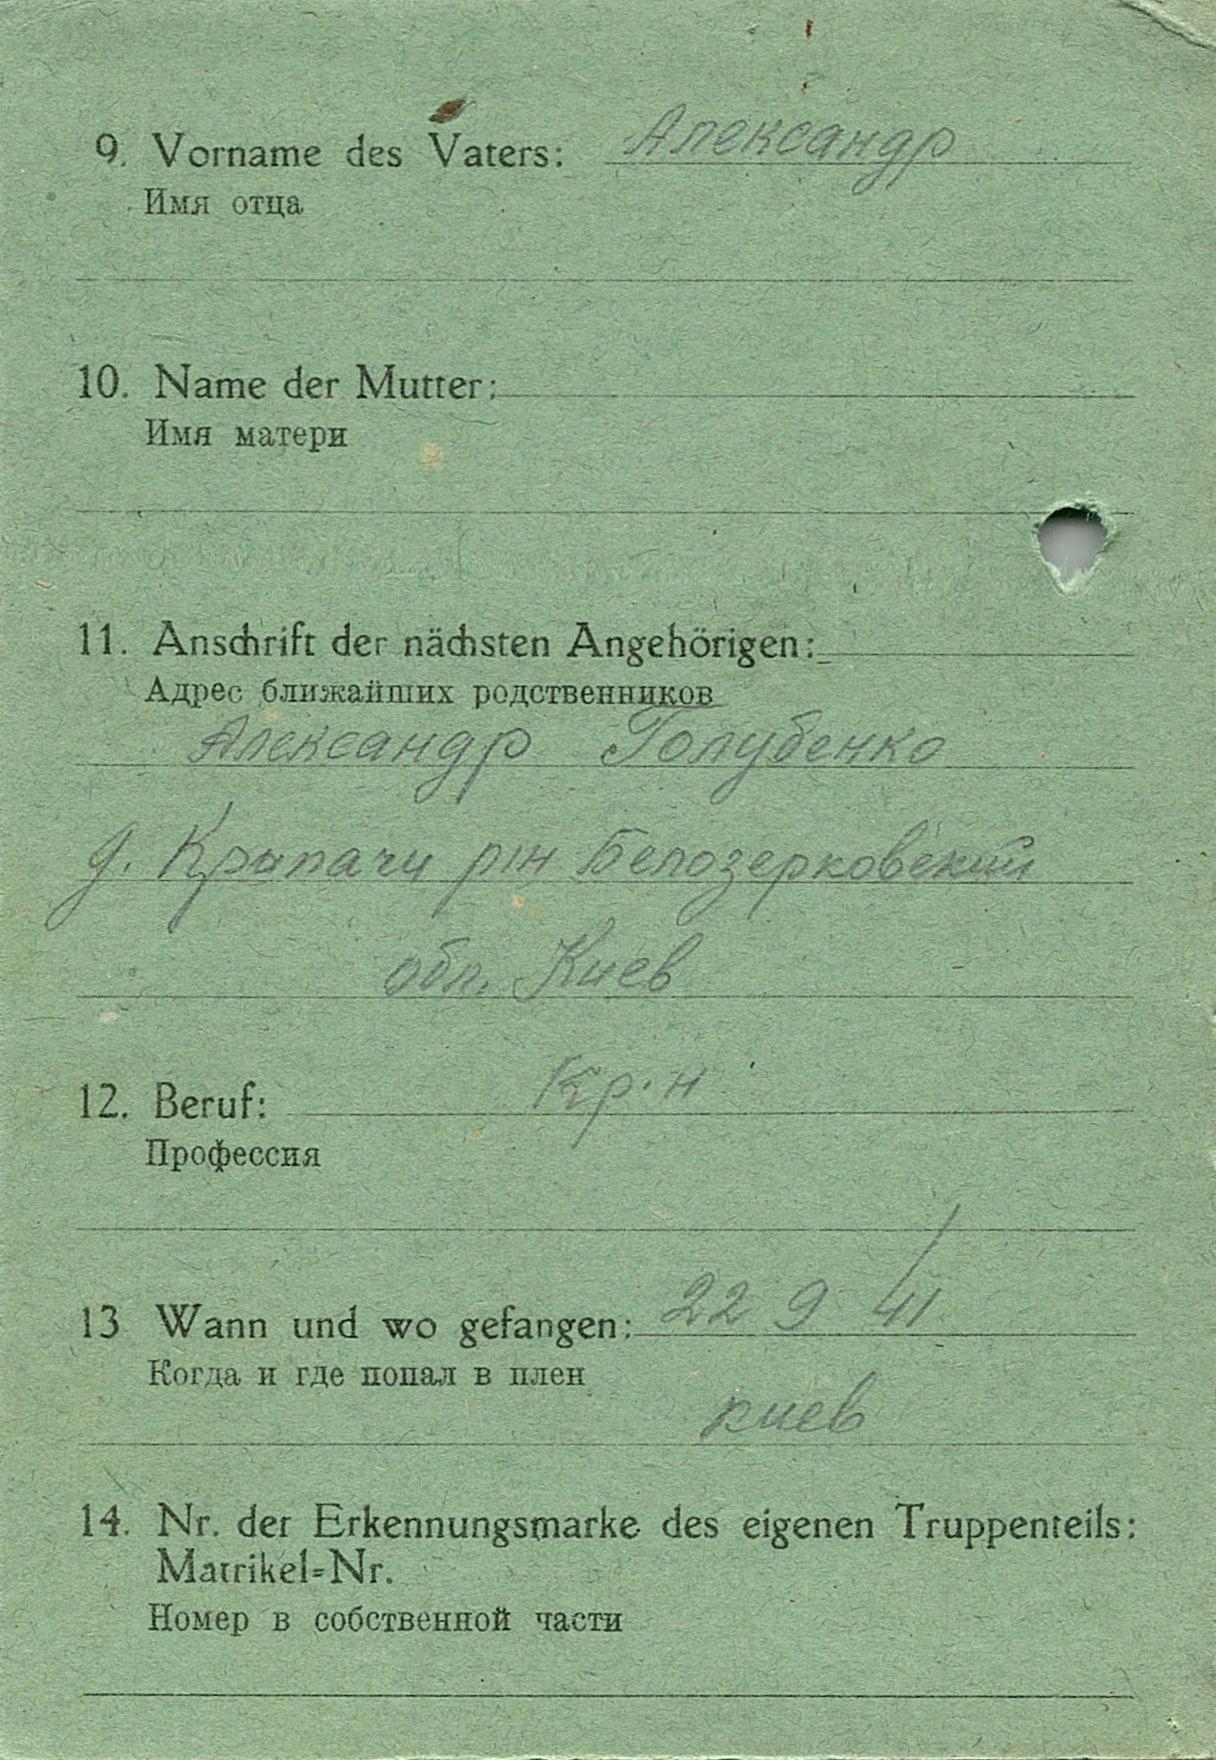 9. Vorname des Vaters: Александр
Имя отца
10. Name der Mutter:
Имя матери
11. Anschrift der nächsten Angehörigen:
Адрес ближайших родственников
Александр Голубенко
д. Крапачи р-н Белозерковский
обл. Киев
12. Beruf: Кр-н
Профессия
13 Wann und wo gefangen: 22 9 41
Когда и где попал в плен
Киев
14. Nr. der Erkennungsmarke des eigenen Truppenteils:
Matrikel=Nr.
Номер в собственной части